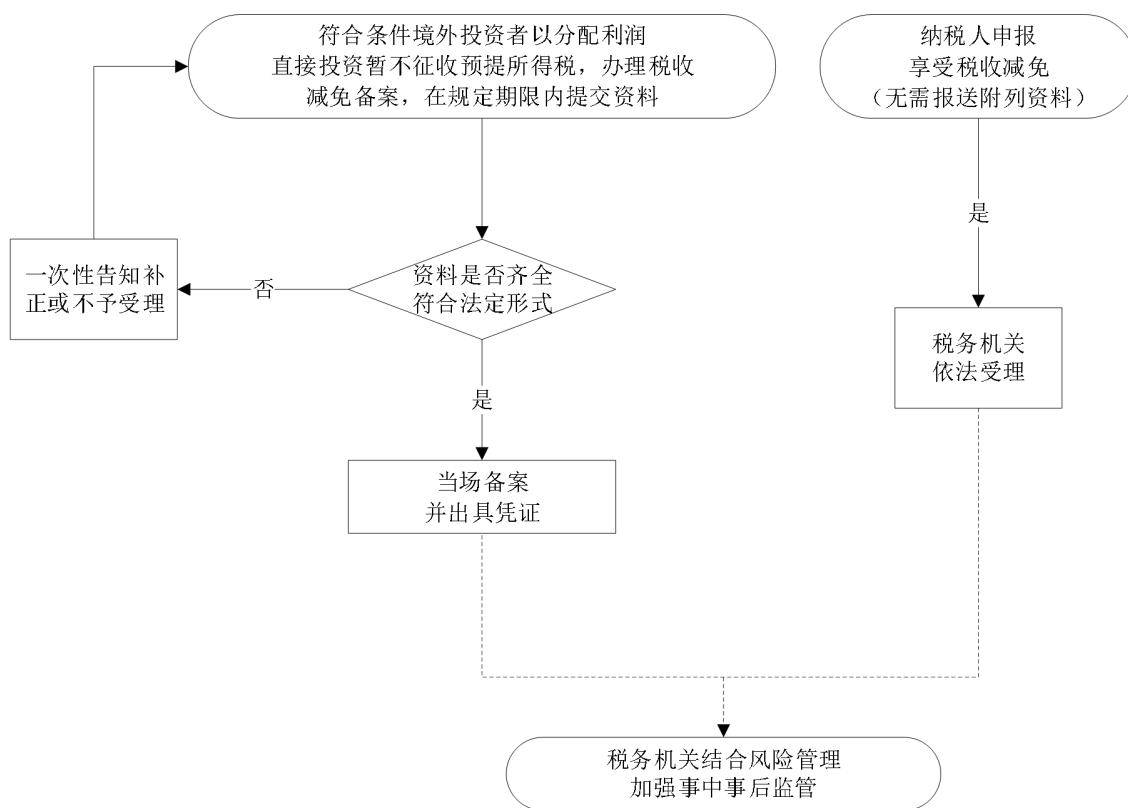 符合条件境外投资者以分配利润
直接投资暂不征收预提所得税，办理税收
减免备案，在规定期限内提交资料
纳税人申报
享受税收减免
（无需报送附列资料）
是
一次性告知补
正或不予受理
否
资料是否齐全
符合法定形式
税务机关
依法受理
是
当场备案
并出具凭证
税务机关结合风险管理
加强事中事后监管